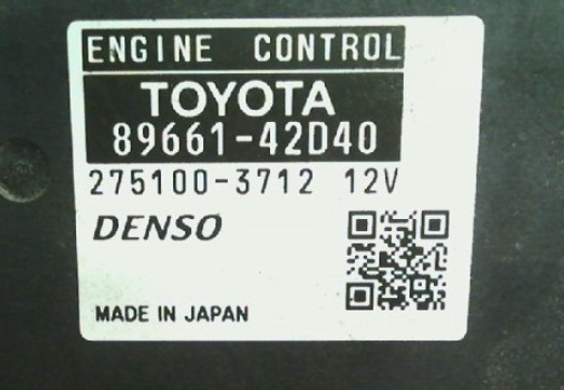 ENGINE CONTROL
TOYOTA
89661-42D40
275100-3712 12V
DENSO
MADE IN JAPAN